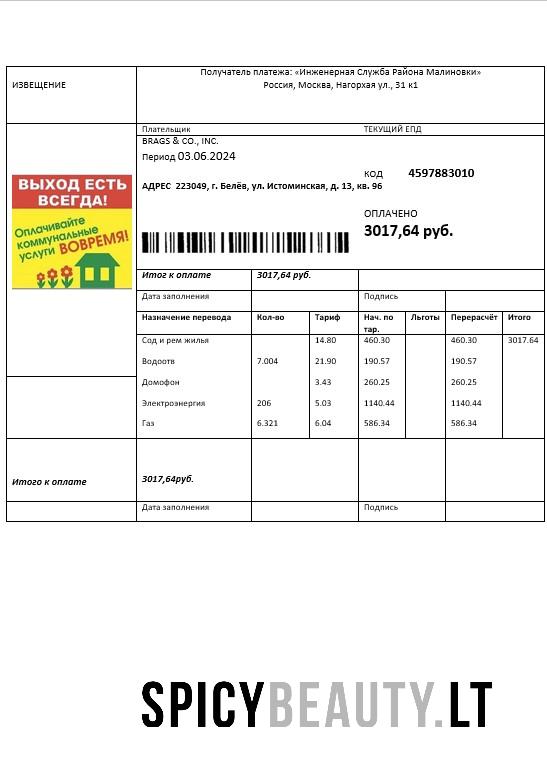 Получатель платежа: «Инженерная Служба Района Малиновки»
ИЗВЕЩЕНИЕ
Россия, Москва, Нагорхая ул., 31 к1
Плательщик ТЕКУЩИЙ ЕПД
BRAGS & CO., INC.
Период 03.06.2024
КОД 4597883010
АДРЕС 223049, г. Белёв, ул. Истоминская, д. 13, кв. 96
ВЫХОД ЕСТЬ
ВСЕГДА!
Оплачивайте
коммунальные
услуги ВОВРЕМЯ!
ОПЛАЧЕНО
3017,64 руб.
Итог к оплате 3017,64 руб.
Дата заполнения Подпись
Назначение перевода Кол-во Тариф Нач. по тар. Льготы Перерасчёт Итого
Сод и рем жилья 14.80 460.30 460.30 3017.64
Водоотв 7.004 21.90 190.57 190.57
Домофон 3.43 260.25 260.25
Электроэнергия 206 5.03 1140.44 1140.44
Газ 6.321 6.04 586.34 586.34
Итого к оплате 3017,64руб.
Дата заполнения Подпись
SPICYBEAUTY.LT